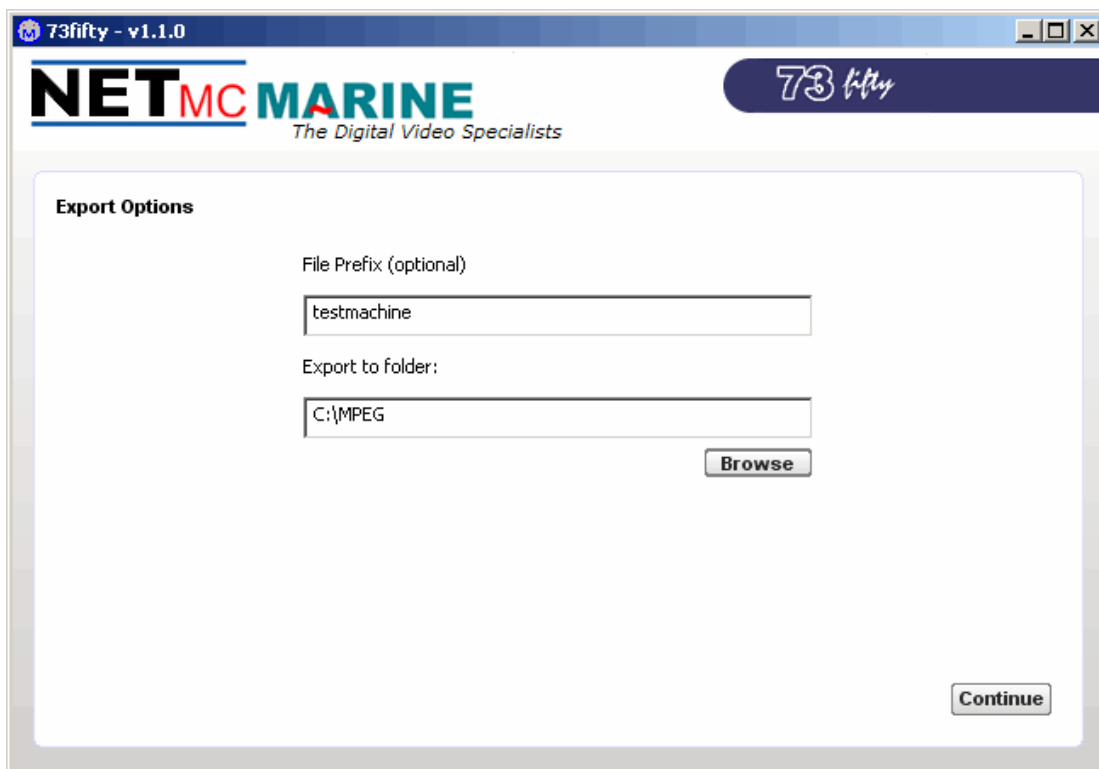 73fifty - v1.1.0
NETMC MARINE
73 fifty
The Digital Video Specialists
Export Options
File Prefix (optional)
testmachine
Export to folder:
C:\MPEG
Browse
Continue